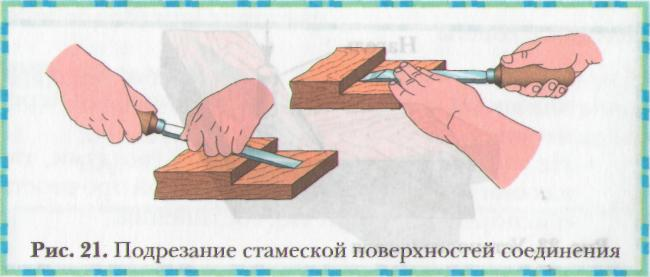 Рис. 21. Подрезание стамеской поверхностей соединения